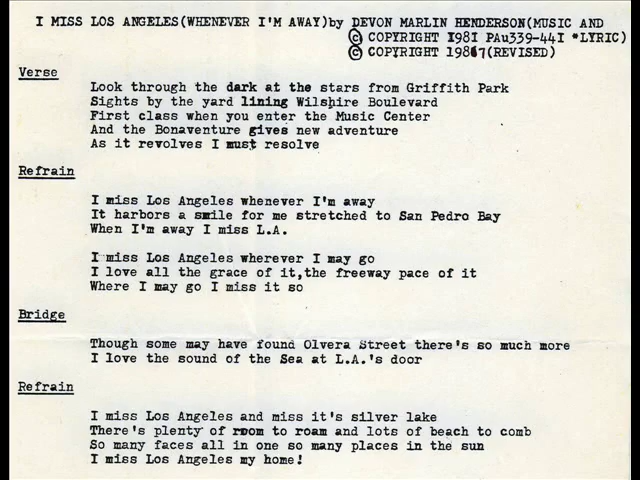 I MISS LOS ANGELES(WHENEVER I'M AWAY)by DEVON MARLIN HENDERSON(MUSIC AND
© COPYRIGHT 1981 PAu339-441 *LYRIC)
© COPYRIGHT 1987(REVISED)
Verse
Look through the dark at the stars from Griffith Park
Sights by the yard lining Wilshire Boulevard
First class when you enter the Music Center
And the Bonaventure gives new adventure
As it revolves I must resolve
Refrain
I miss Los Angeles whenever I'm away
It harbors a smile for me stretched to San Pedro Bay
When I'm away I miss L.A.
I miss Los Angeles wherever I may go
I love all the grace of it,the freeway pace of it
Where I may go I miss it so
Bridge
Though some may have found Olvera Street there's so much more
I love the sound of the Sea at L.A.'s door
Refrain
I miss Los Angeles and miss it's silver lake
There's plenty of room to roam and lots of beach to comb
So many faces all in one so many places in the sun
I miss Los Angeles my home!